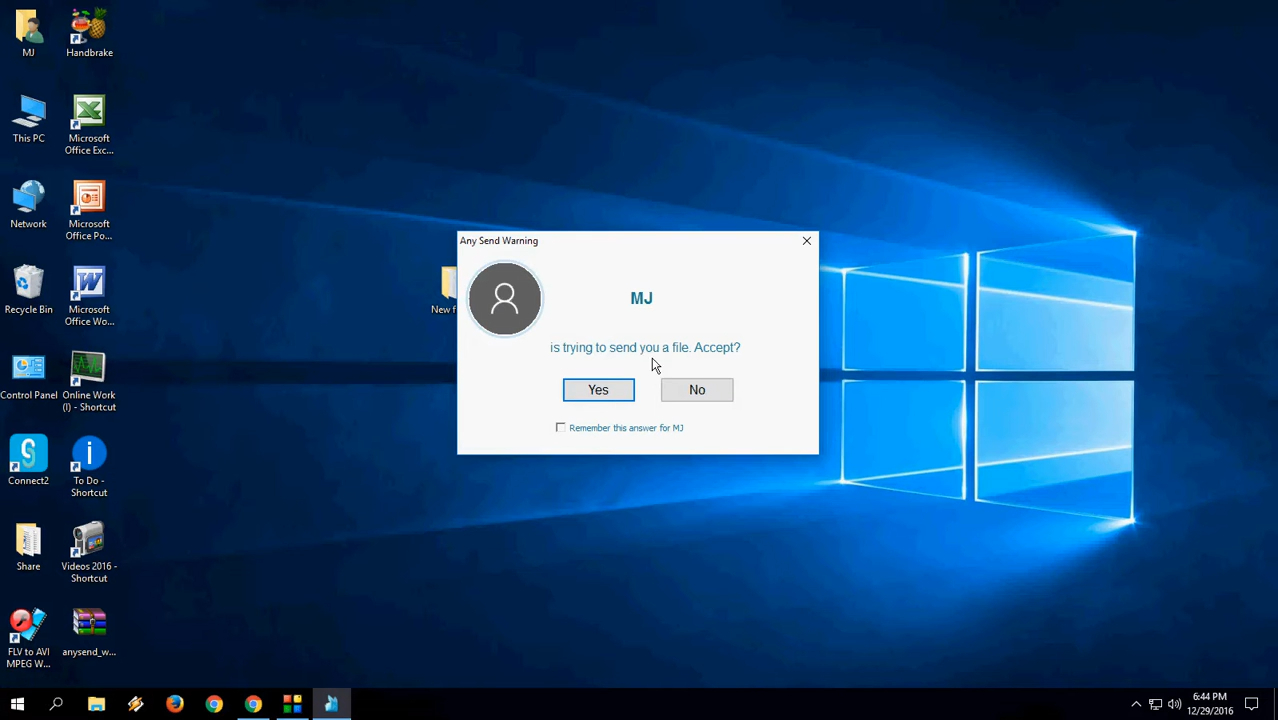 MJ
Handbrake
This PC
Microsoft
Office Exc...
Network
Microsoft
Office Po...
Recycle Bin
Microsoft
Office Wo...
Control Panel
Online Work
(I) - Shortcut
Connect2
To Do -
Shortcut
Share
Videos 2016 -
Shortcut
FLV to AVI
MPEG W...
anysend_w...
New f
Any Send Warning
MJ
is trying to send you a file. Accept?
Yes
No
Remember this answer for MJ
6:44 PM
12/29/2016